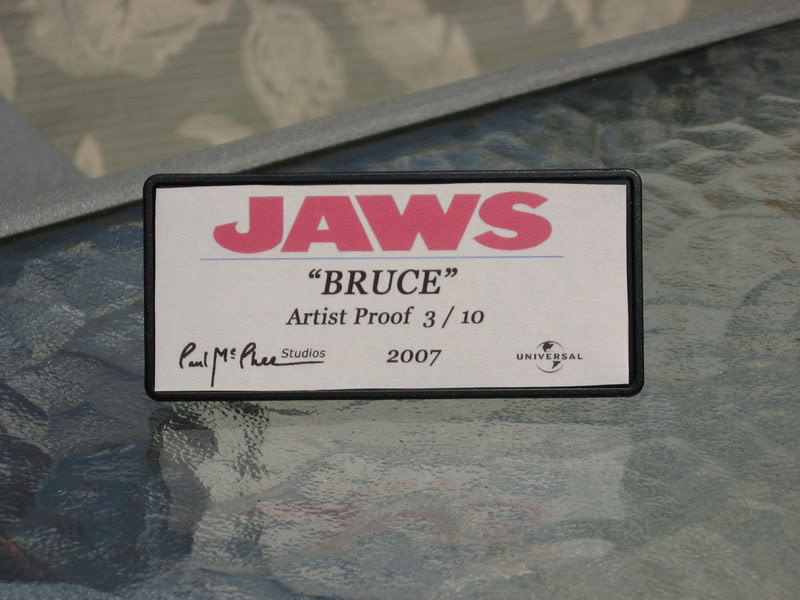 JAWS
“BRUCE”
Artist Proof 3 / 10
Paul McPhee Studios 2007 UNIVERSAL